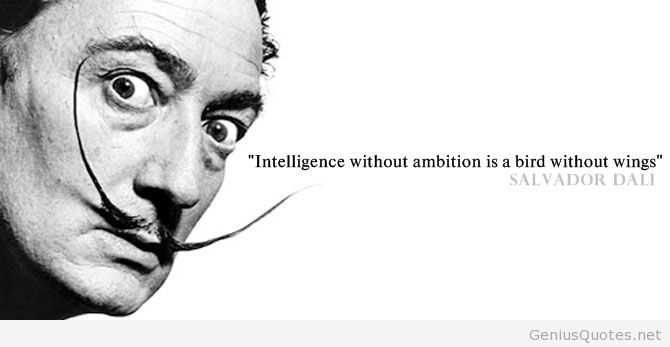 "Intelligence without ambition is a bird without wings"
SALVADOR DALI
GeniusQuotes.net